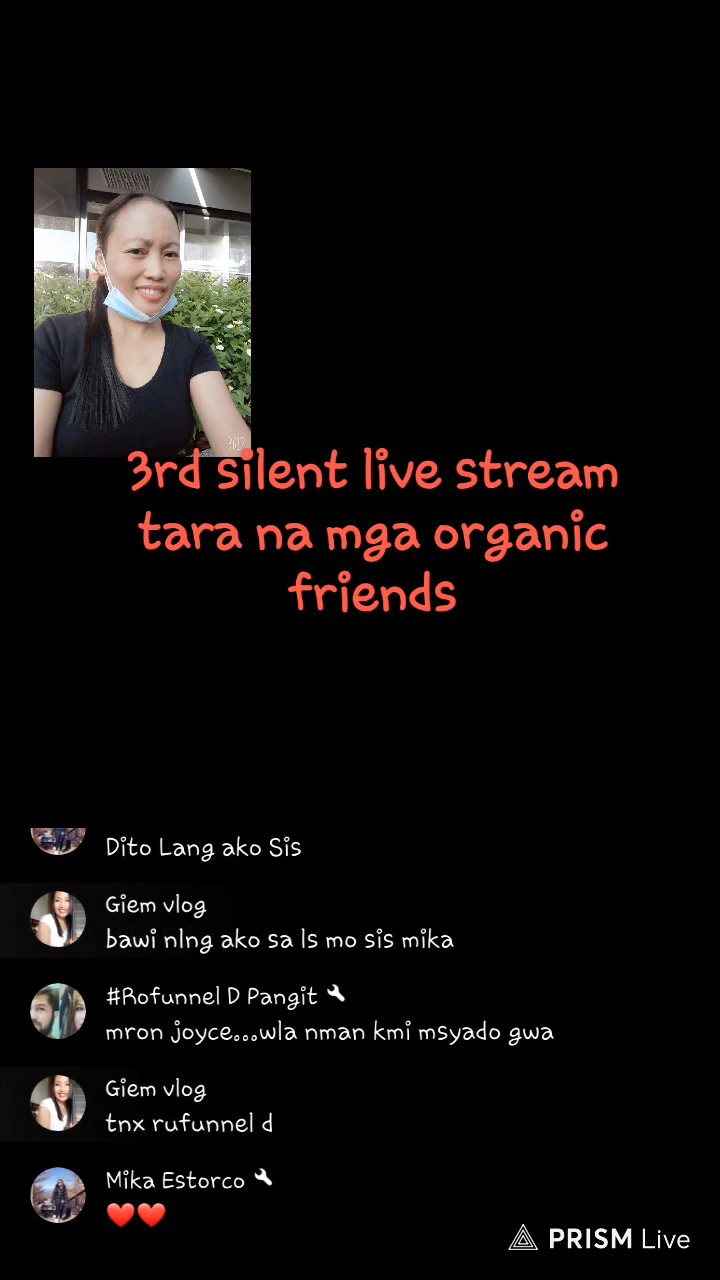 3rd silent live stream
tara na mga organic
friends
Dito Lang ako Sis
Giem vlog
bawi nlng ako sa ls mo sis mika
#Rofunnel D Pangit
mron joyce...wla nman kmi msyado gwa
Giem vlog
tnx rufunnel d
Mika Estorco
PRISM Live